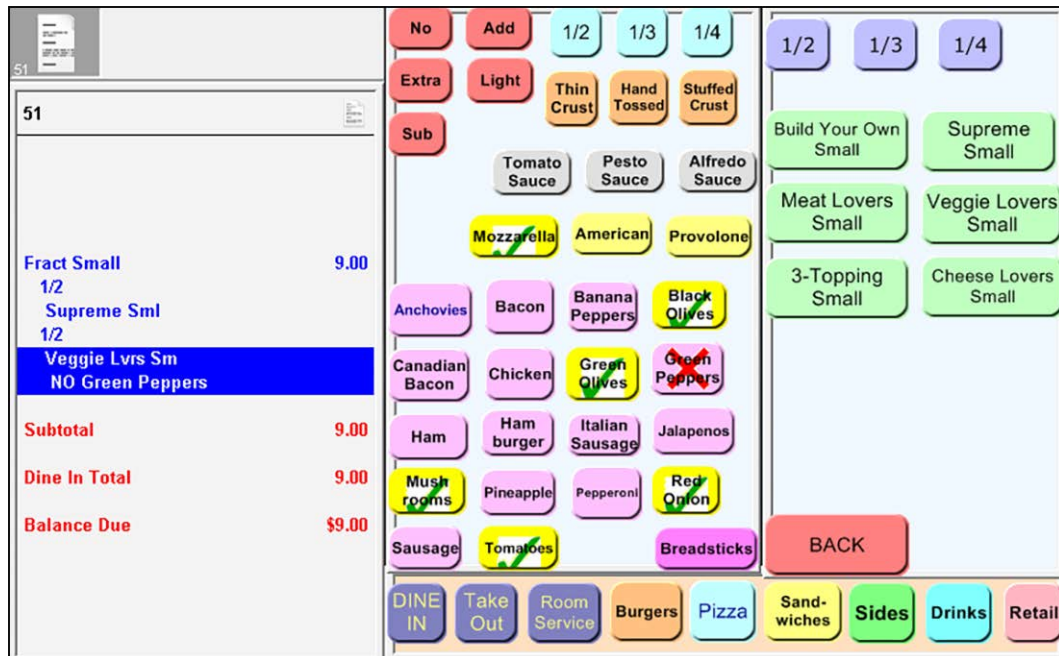 51
51
Fract Small 9.00
1/2
Supreme Sml
1/2
Veggie Lvrs Sm
NO Green Peppers
Subtotal 9.00
Dine In Total 9.00
Balance Due $9.00
No Add 1/2 1/3 1/4
Extra Light Thin Hand Stuffed
Crust Tossed Crust
Sub
Tomato Pesto Alfredo
Sauce Sauce Sauce
Mozzarella American Provolone
Anchovies Bacon Banana Black
Peppers Olives
Canadian Chicken Green Green
Bacon Olives Peppers
Ham Ham Italian Jalapenos
burger Sausage
Mush Pineapple Pepperoni Red
rooms Onion
Sausage Tomatoes Breadsticks
1/2 1/3 1/4
Build Your Own Supreme
Small Small
Meat Lovers Veggie Lovers
Small Small
3-Topping Cheese Lovers
Small Small
BACK
DINE Take Room Burgers Pizza Sand- Sides Drinks Retail
IN Out Service wiches